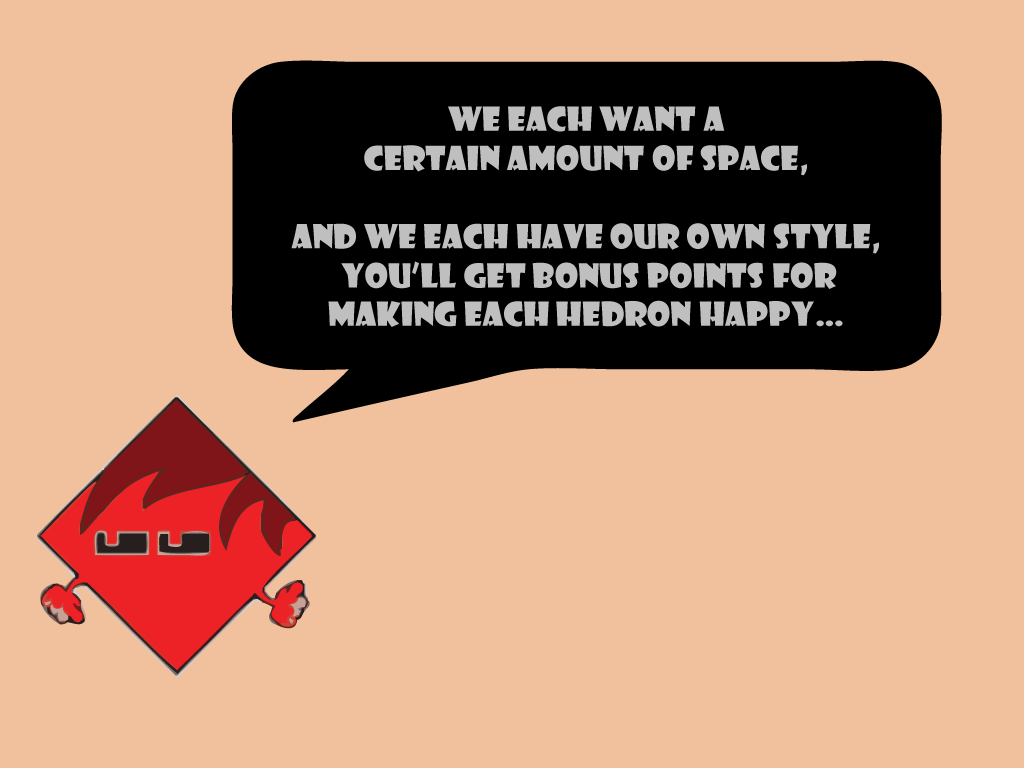 WE EACH WANT A
CERTAIN AMOUNT OF SPACE,
AND WE EACH HAVE OUR OWN STYLE,
YOU'LL GET BONUS POINTS FOR
MAKING EACH HEDRON HAPPY...